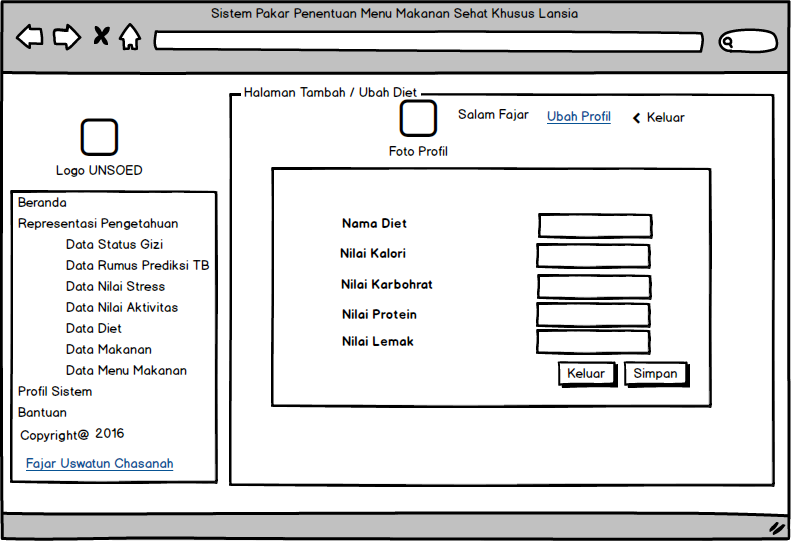 Sistem Pakar Penentuan Menu Makanan Sehat Khusus Lansia
Halaman Tambah / Ubah Diet
Salam Fajar Ubah Profil Keluar
Foto Profil
Logo UNSOED
Beranda
Representasi Pengetahuan
Data Status Gizi
Data Rumus Prediksi TB
Data Nilai Stress
Data Nilai Aktivitas
Data Diet
Data Makanan
Data Menu Makanan
Profil Sistem
Bantuan
Copyright@ 2016
Fajar Uswatun Chasanah
Nama Diet
Nilai Kalori
Nilai Karbohrat
Nilai Protein
Nilai Lemak
Keluar Simpan